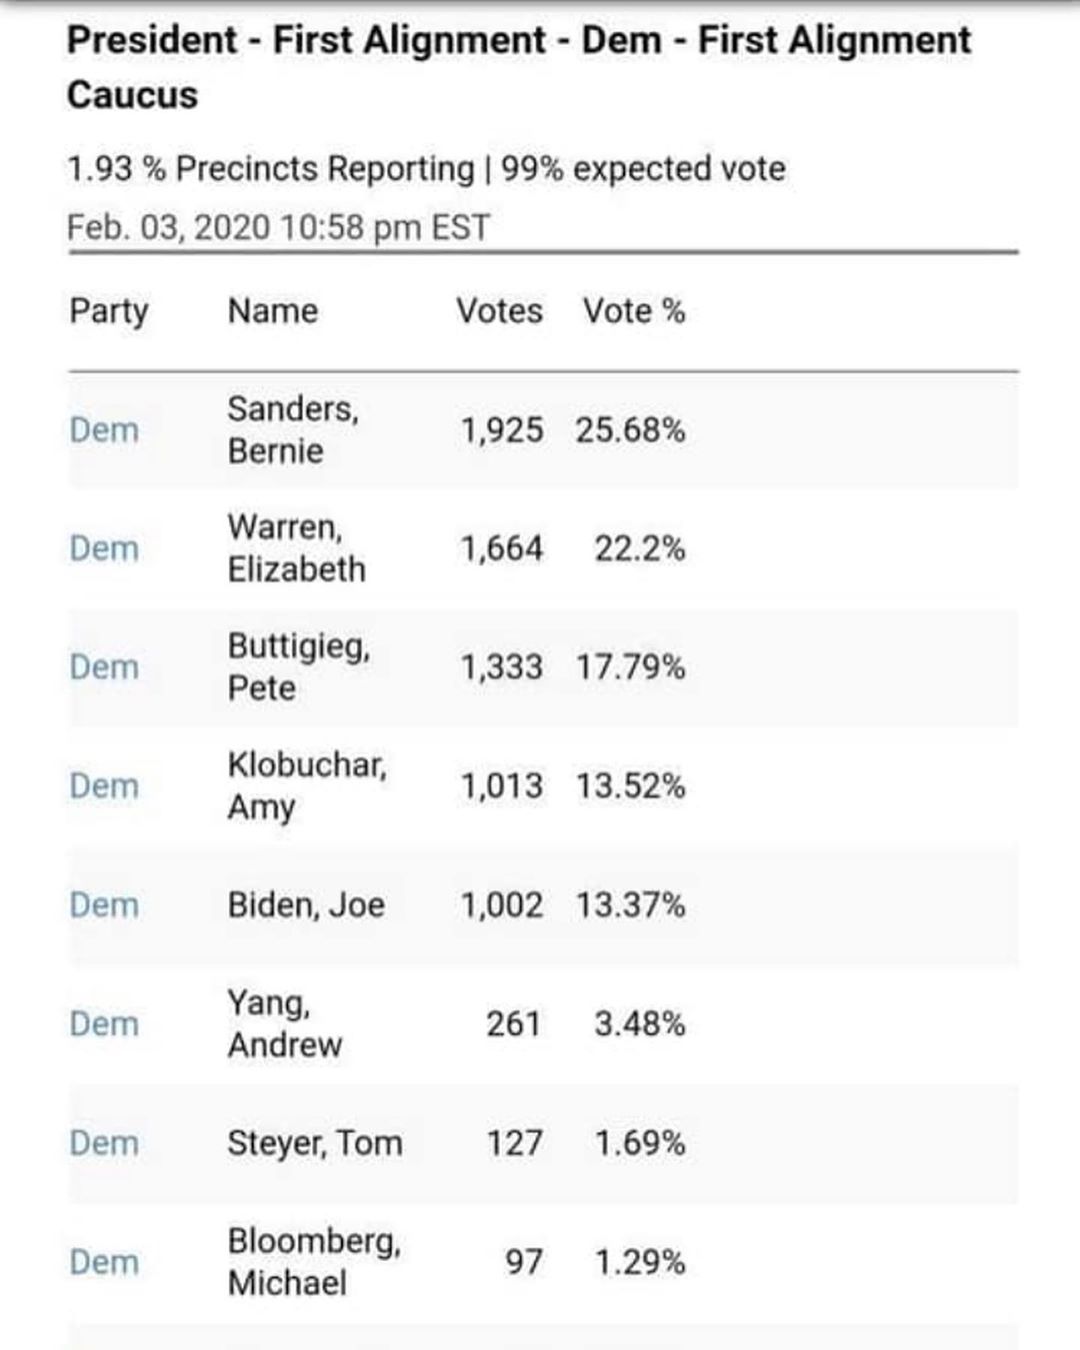 President - First Alignment - Dem - First Alignment
Caucus
1.93 % Precincts Reporting | 99% expected vote
Feb. 03, 2020 10:58 pm EST
Party Name Votes Vote %
Dem Sanders, Bernie 1,925 25.68%
Dem Warren, Elizabeth 1,664 22.2%
Dem Buttigieg, Pete 1,333 17.79%
Dem Klobuchar, Amy 1,013 13.52%
Dem Biden, Joe 1,002 13.37%
Dem Yang, Andrew 261 3.48%
Dem Steyer, Tom 127 1.69%
Dem Bloomberg, Michael 97 1.29%